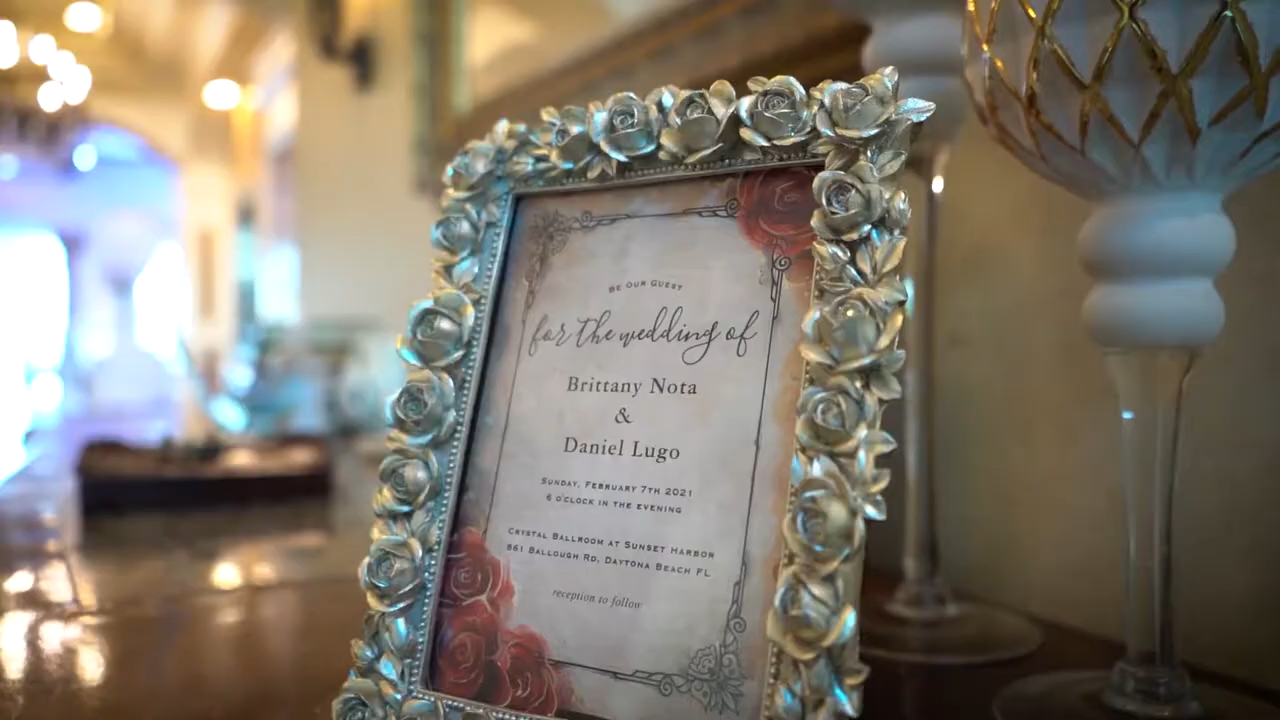 BE OUR GUEST
for the wedding of
Brittany Nota
&
Daniel Lugo
SUNDAY, FEBRUARY 7TH 2021
6 O'CLOCK IN THE EVENING
CRYSTAL BALLROOM AT SUNSET HARBOR
861 BALLOUGH RD, DAYTONA BEACH FL
reception to follow